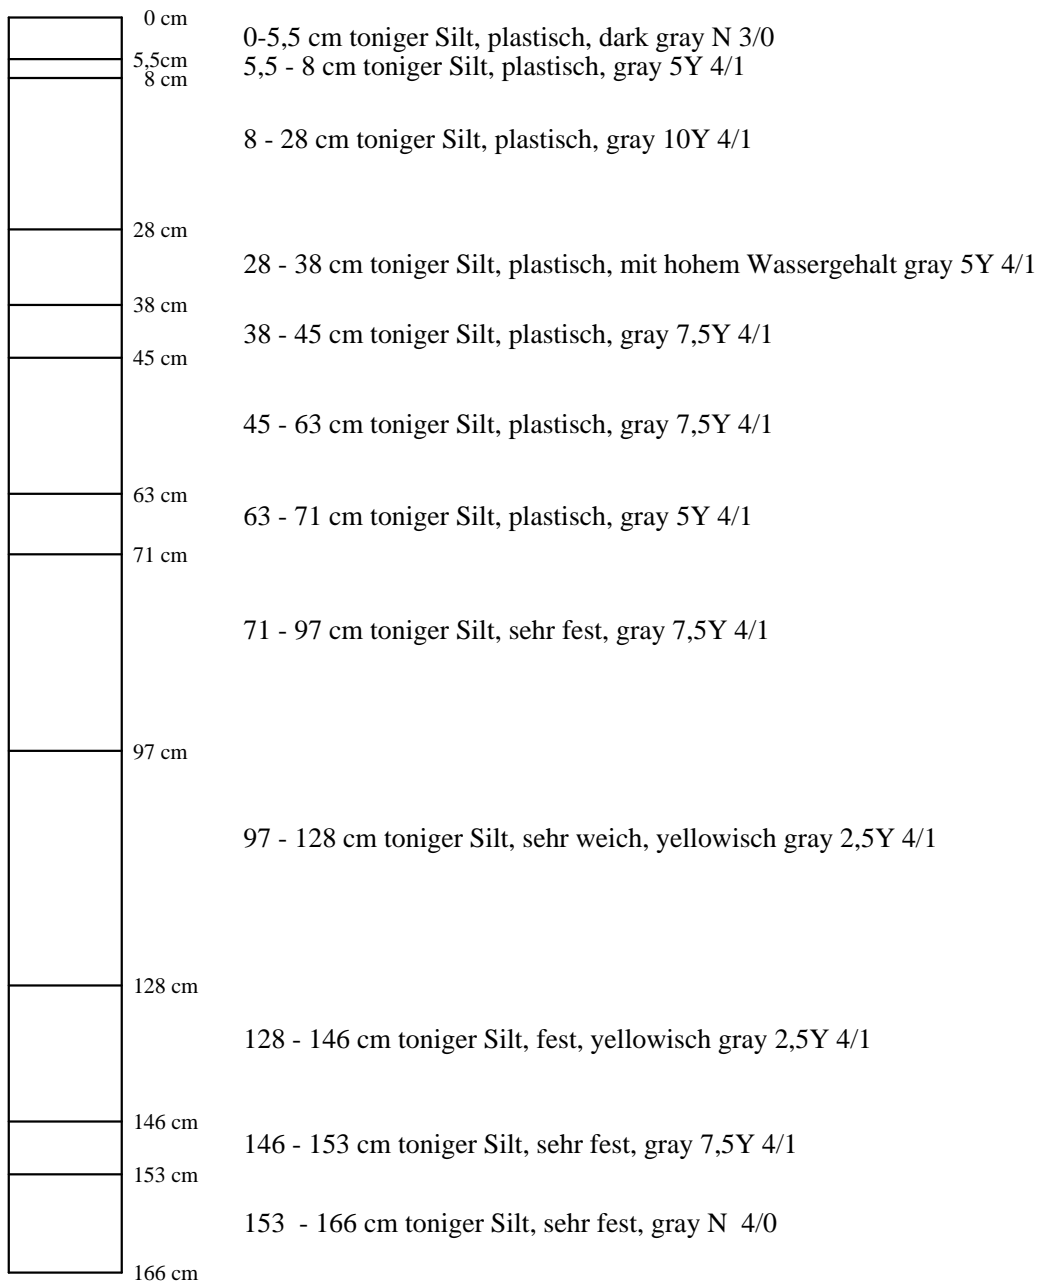 0 cm
0-5,5 cm toniger Silt, plastisch, dark gray N 3/0
5,5cm
5,5 - 8 cm toniger Silt, plastisch, gray 5Y 4/1
8 cm
8 - 28 cm toniger Silt, plastisch, gray 10Y 4/1
28 cm
28 - 38 cm toniger Silt, plastisch, mit hohem Wassergehalt gray 5Y 4/1
38 cm
38 - 45 cm toniger Silt, plastisch, gray 7,5Y 4/1
45 cm
45 - 63 cm toniger Silt, plastisch, gray 7,5Y 4/1
63 cm
63 - 71 cm toniger Silt, plastisch, gray 5Y 4/1
71 cm
71 - 97 cm toniger Silt, sehr fest, gray 7,5Y 4/1
97 cm
97 - 128 cm toniger Silt, sehr weich, yellowisch gray 2,5Y 4/1
128 cm
128 - 146 cm toniger Silt, fest, yellowisch gray 2,5Y 4/1
146 cm
146 - 153 cm toniger Silt, sehr fest, gray 7,5Y 4/1
153 cm
153  - 166 cm toniger Silt, sehr fest, gray N  4/0
166 cm